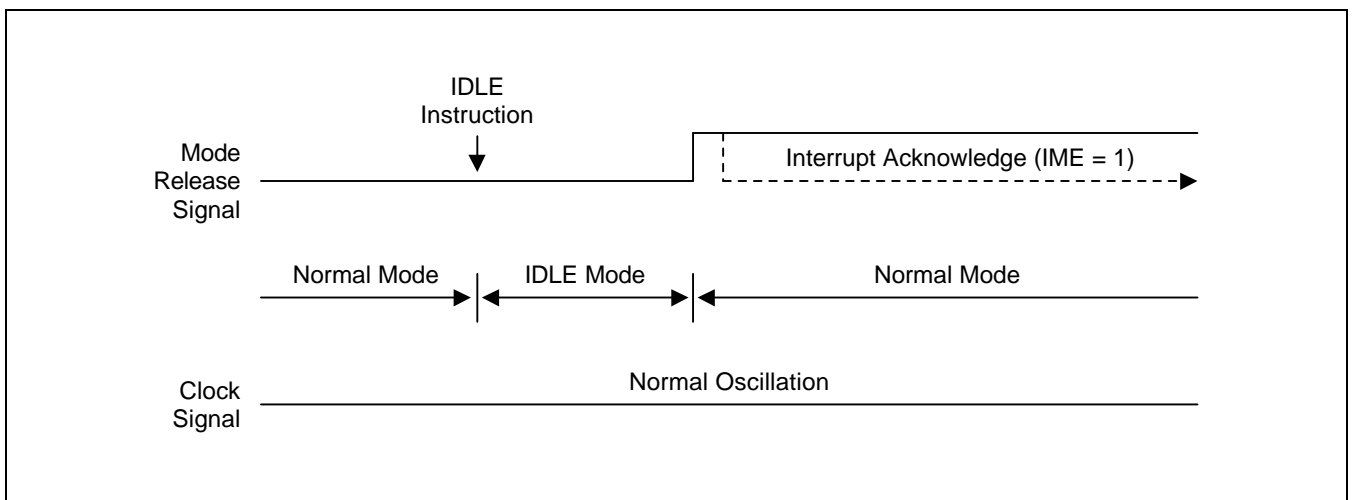 IDLE
Instruction
Mode
Release
Signal
Interrupt Acknowledge (IME = 1)
Normal Mode
IDLE Mode
Normal Mode
Clock
Signal
Normal Oscillation